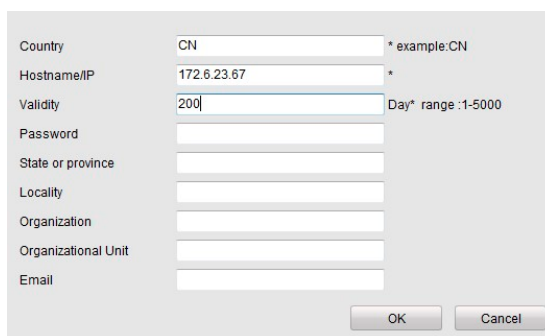 Country CN * example:CN
Hostname/IP 172.6.23.67 *
Validity 200 Day* range :1-5000
Password
State or province
Locality
Organization
Organizational Unit
Email
OK Cancel